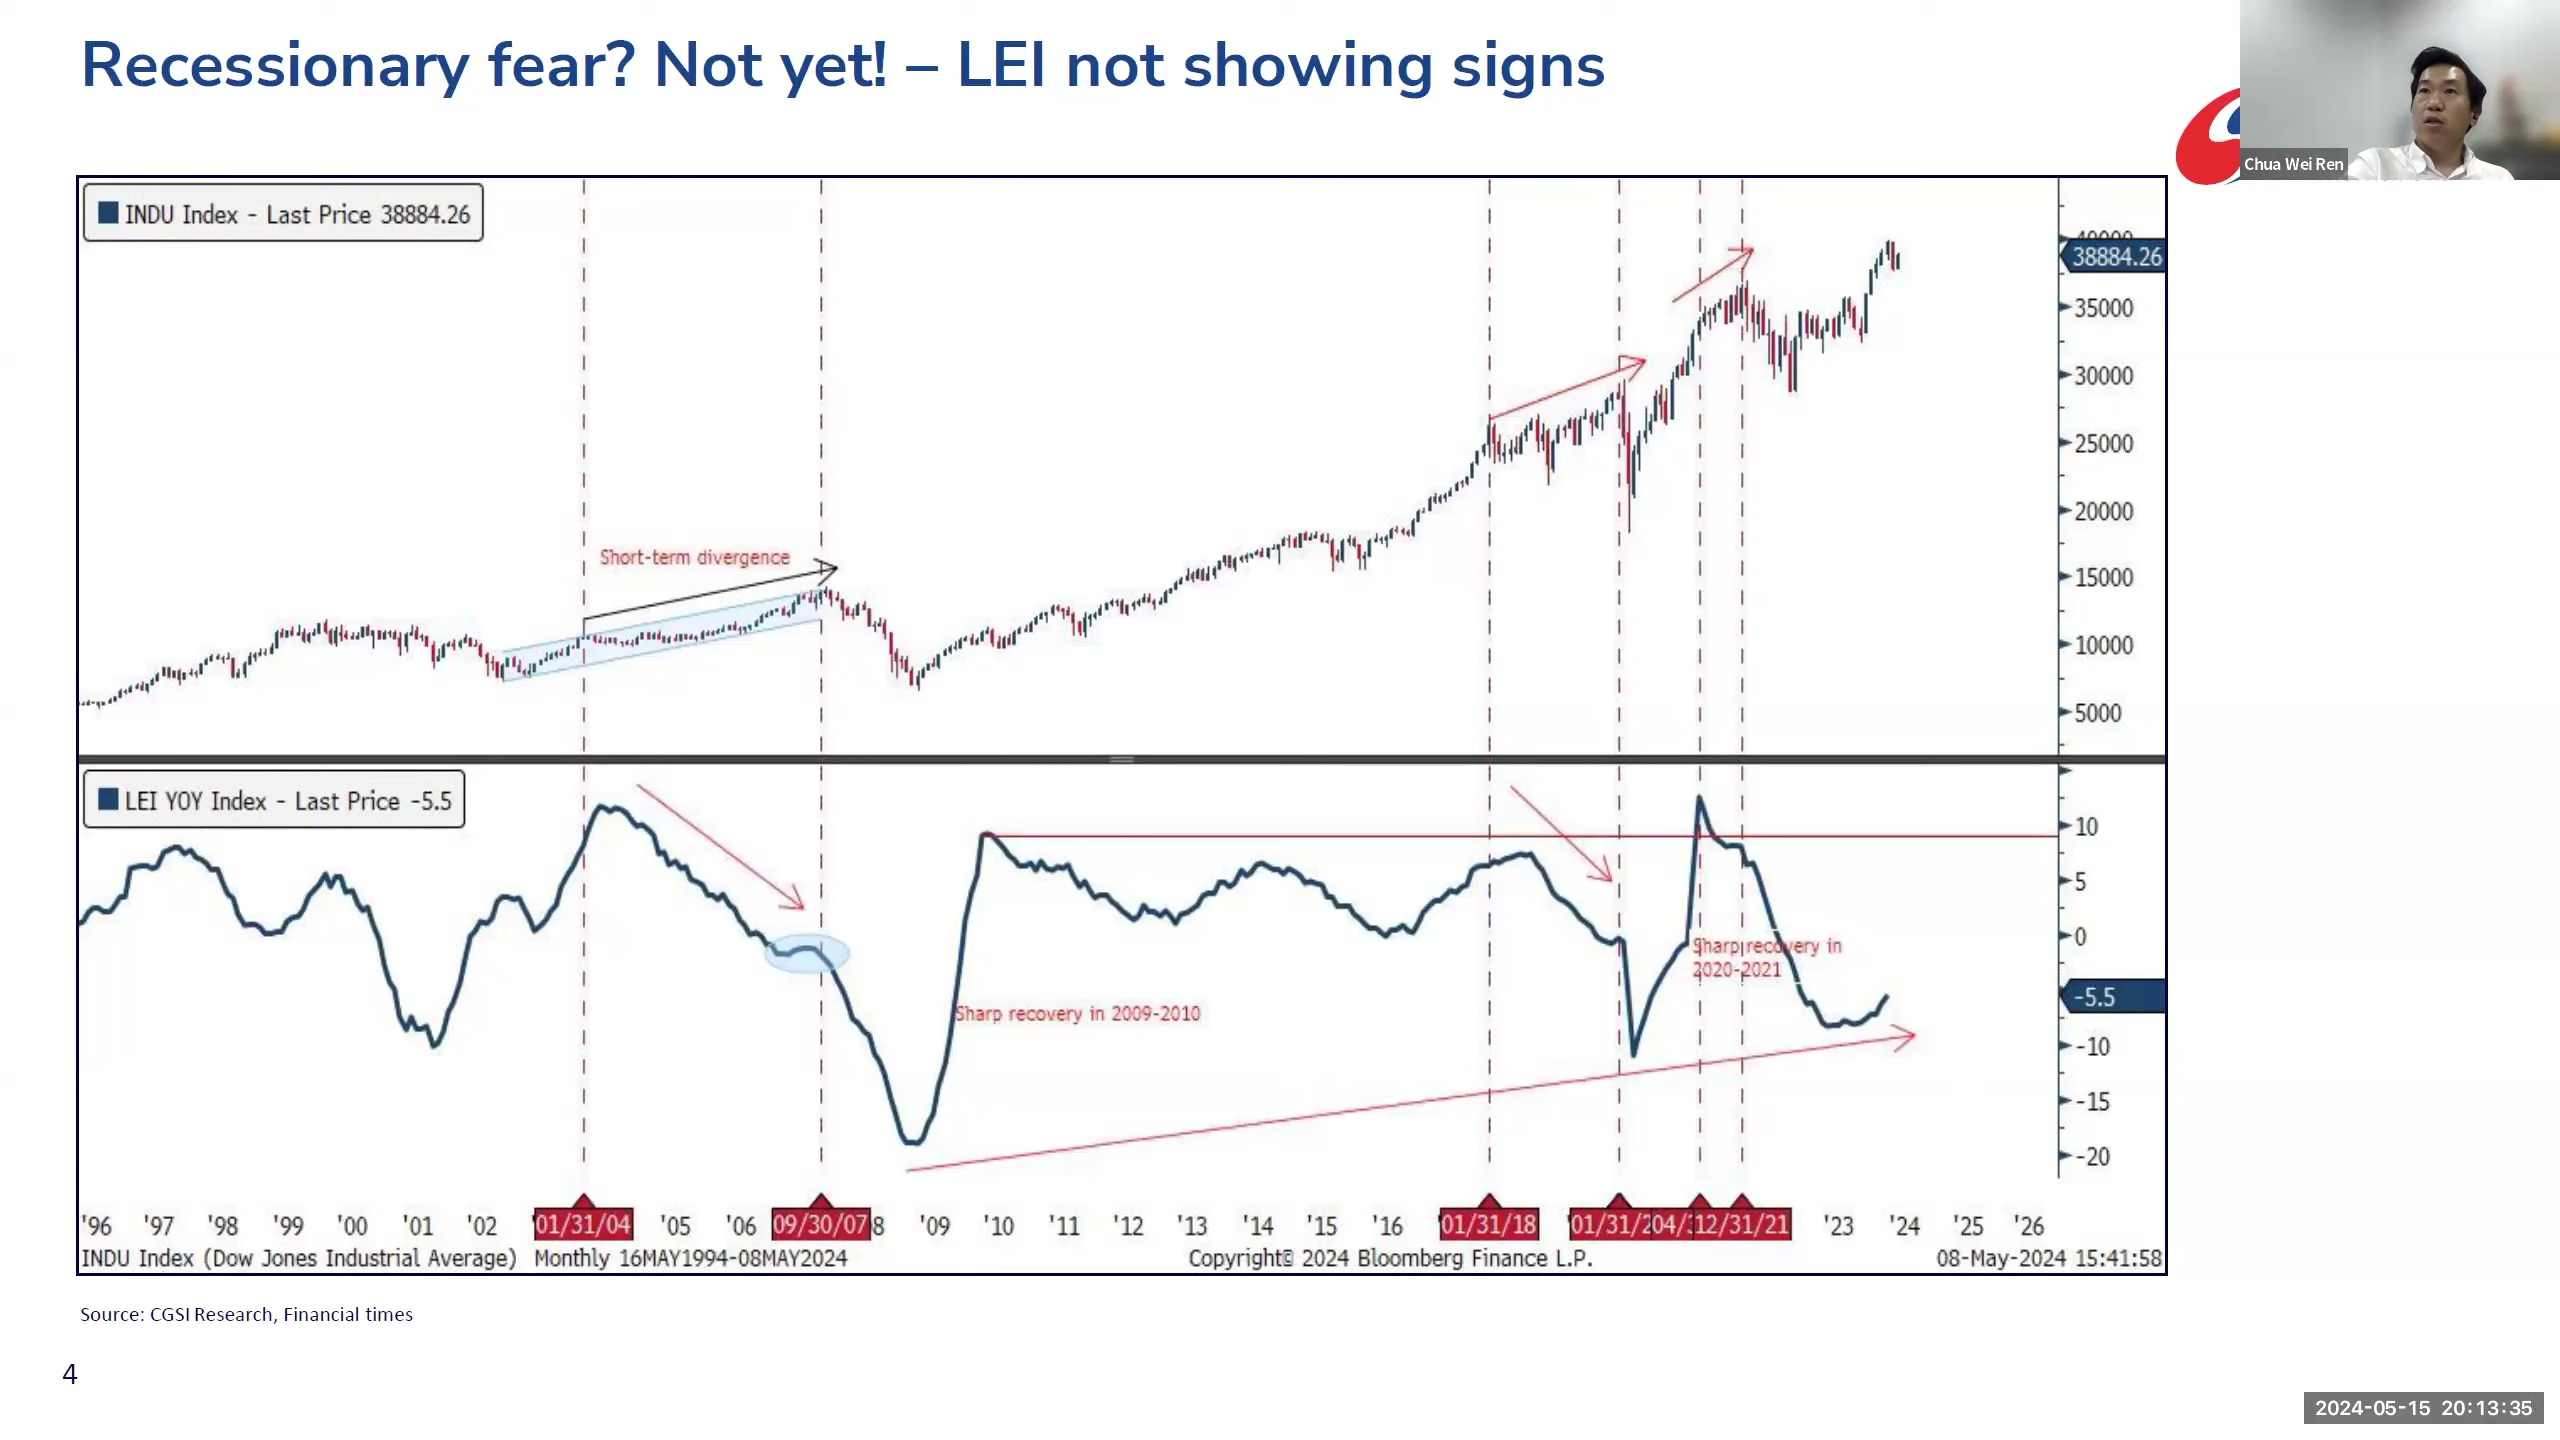 Recessionary fear? Not yet! – LEI not showing signs
Chua Wei Ren
INDU Index - Last Price 38884.26
40000
38884.26
35000
30000
25000
20000
15000
10000
5000
Short-term divergence
LEI YOY Index - Last Price -5.5
10
5
0
-5.5
-10
-15
-20
Sharp recovery in
2020-2021
Sharp recovery in 2009-2010
'96 '97 '98 '99 '00 '01 '02 01/31/04 '05 '06 09/30/07 8 '09 '10 '11 '12 '13 '14 '15 '16 01/31/18 01/31/2 04/ 12/31/21 '23 '24 '25 '26
INDU Index (Dow Jones Industrial Average) Monthly 16MAY1994-08MAY2024 Copyright© 2024 Bloomberg Finance L.P. 08-May-2024 15:41:58
Source: CGSI Research, Financial times
4
2024-05-15 20:13:35